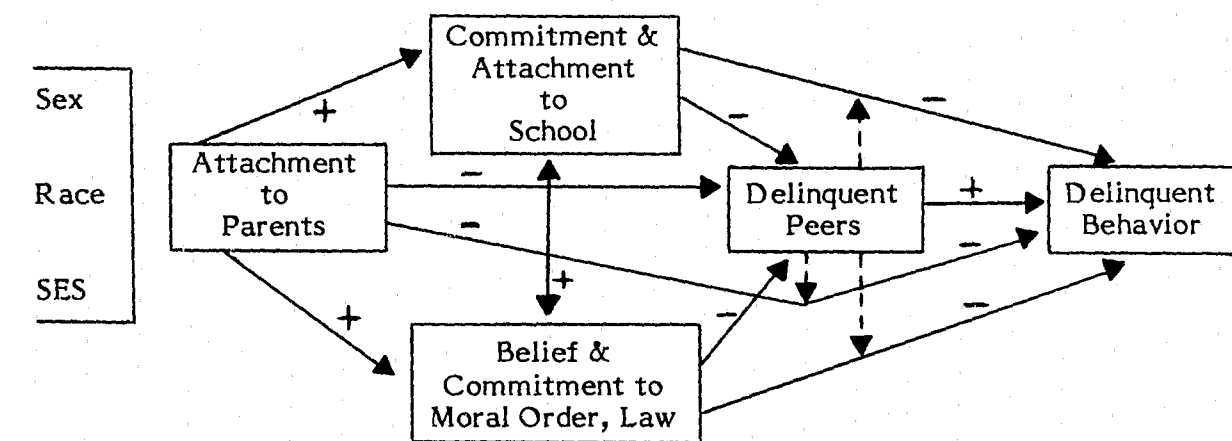 Sex
Race
SES
Attachment
to
Parents
Commitment &
Attachment
to
School
Belief &
Commitment to
Moral Order, Law
Delinquent
Peers
Delinquent
Behavior
+
+
+
-
-
-
-
-
+
-
-